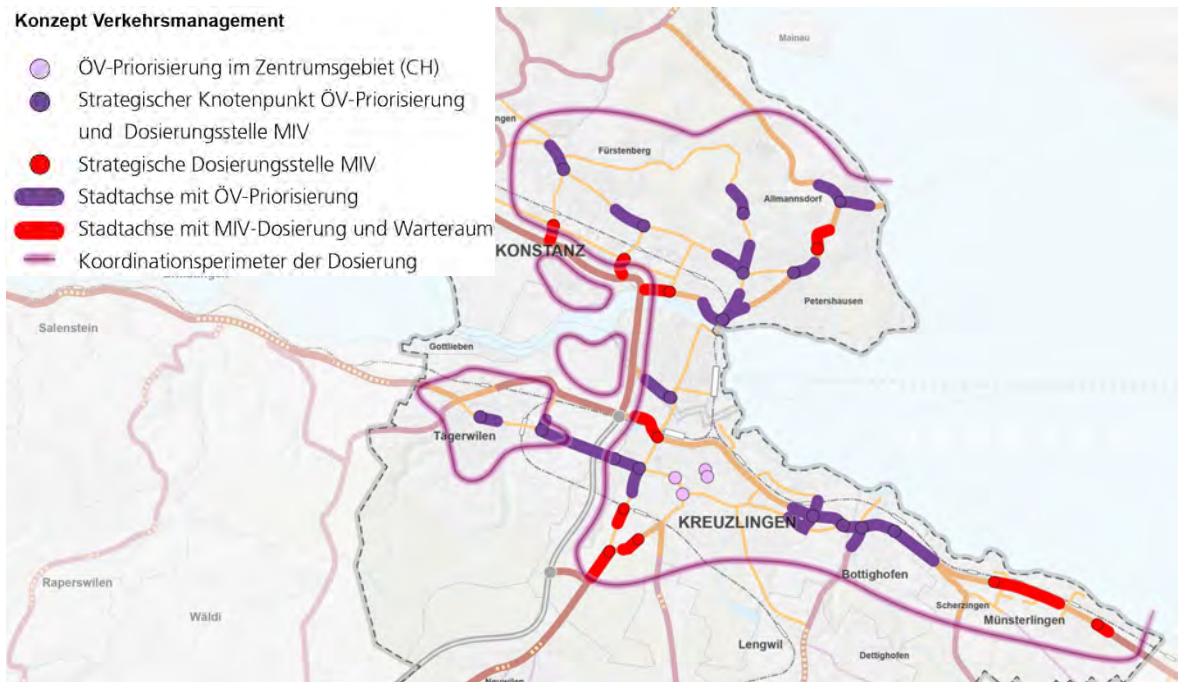 Konzept Verkehrsmanagement
ÖV-Priorisierung im Zentrumsgebiet (CH)
Strategischer Knotenpunkt ÖV-Priorisierung
und Dosierungsstelle MIV
Strategische Dosierungsstelle MIV
Stadtachse mit ÖV-Priorisierung
Stadtachse mit MIV-Dosierung und Warteraum
Koordinationsperimeter der Dosierung
Mainau
ngen
Fürstenberg
Allmannsdorf
KONSTANZ
Petershausen
Salenstein
Gottlieben
Tägerwilen
KREUZLINGEN
Bottighofen
Raperswilen
Wäldi
Scherzingen
Münsterlingen
Lengwil
Dettighofen